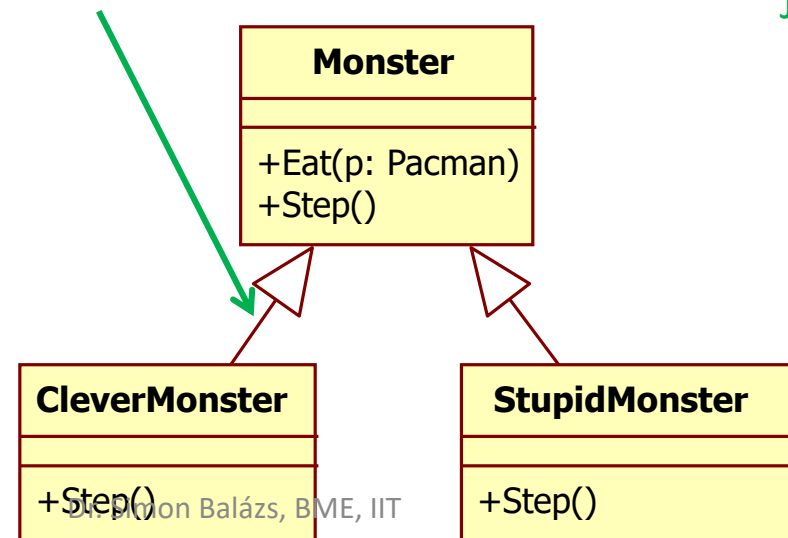 Monster
+Eat(p: Pacman)
+Step()
CleverMonster
StupidMonster
+Step()
+Step()
Dr. Simon Balázs, BME, IIT